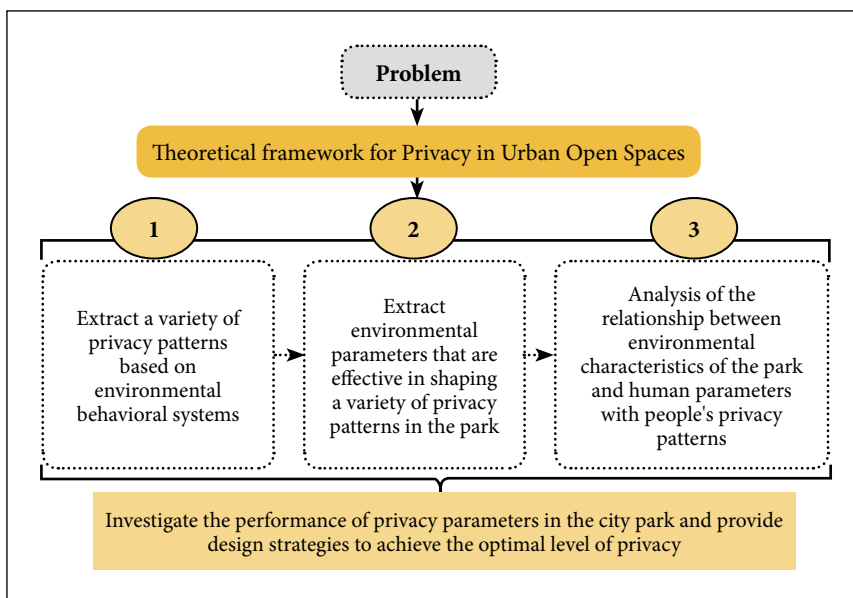 Problem
Theoretical framework for Privacy in Urban Open Spaces
1
2
3
Extract a variety of
privacy patterns
based on
environmental
behavioral systems
Extract
environmental
parameters that are
effective in shaping
a variety of privacy
patterns in the park
Analysis of the
relationship between
environmental
characteristics of the park
and human parameters
with people's privacy
patterns
Investigate the performance of privacy parameters in the city park and provide
design strategies to achieve the optimal level of privacy